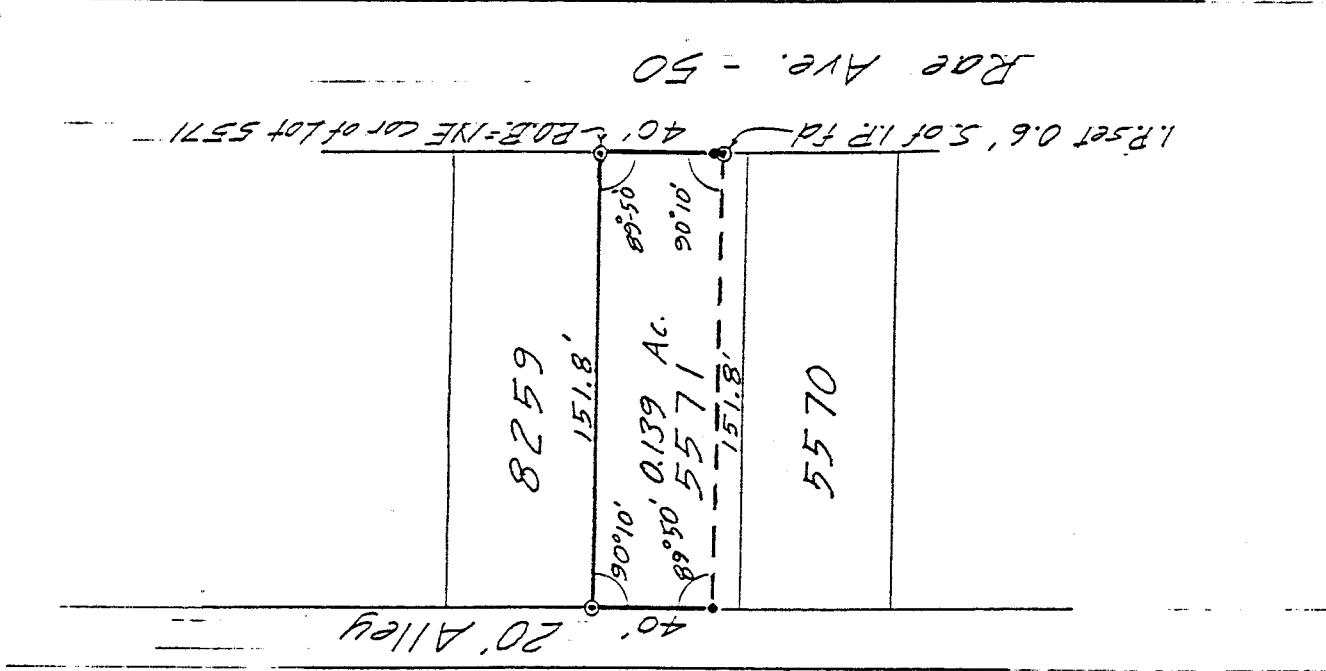 Rae Ave. - 50
I.P. set 0.6' S. of I.P. fd
40'
P.O.B. = NE cor of Lot 5571
89°-50'
90°10'
8259
151.8'
0.139 Ac.
5571
151.8'
5570
90°10'
89°50'
40'
20' Alley